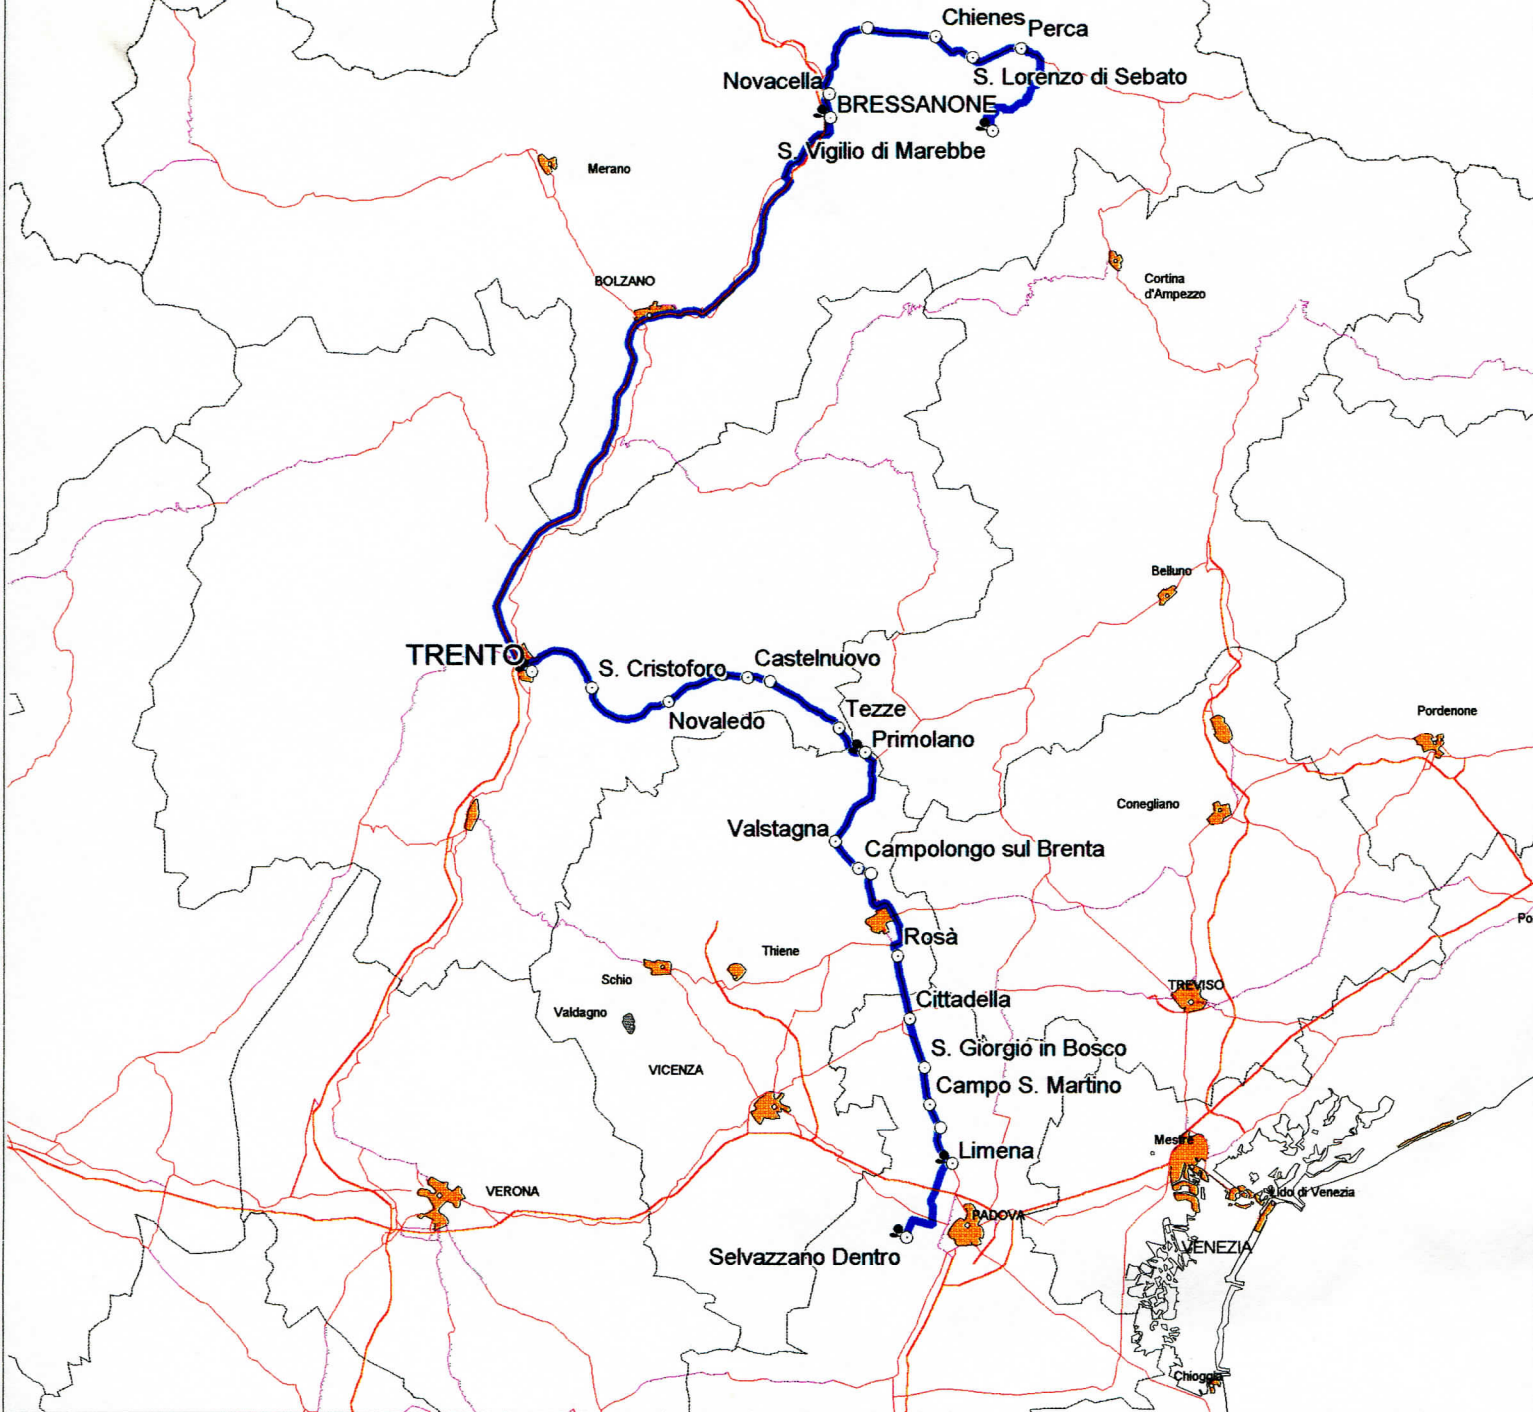 Chienes
Perca
S. Lorenzo di Sebato
Novacella
BRESSANONE
S. Vigilio di Marebbe
Merano
BOLZANO
Cortina
d'Ampezzo
Belluno
TRENTO
S. Cristoforo
Castelnuovo
Novaledo
Tezze
Primolano
Pordenone
Conegliano
Valstagna
Campolongo sul Brenta
Po
Rosà
Thiene
Schio
Valdagno
TREVISO
Cittadella
S. Giorgio in Bosco
VICENZA
Campo S. Martino
Mestre
Limena
VERONA
Lido di Venezia
PADOVA
VENEZIA
Selvazzano Dentro
Chioggia